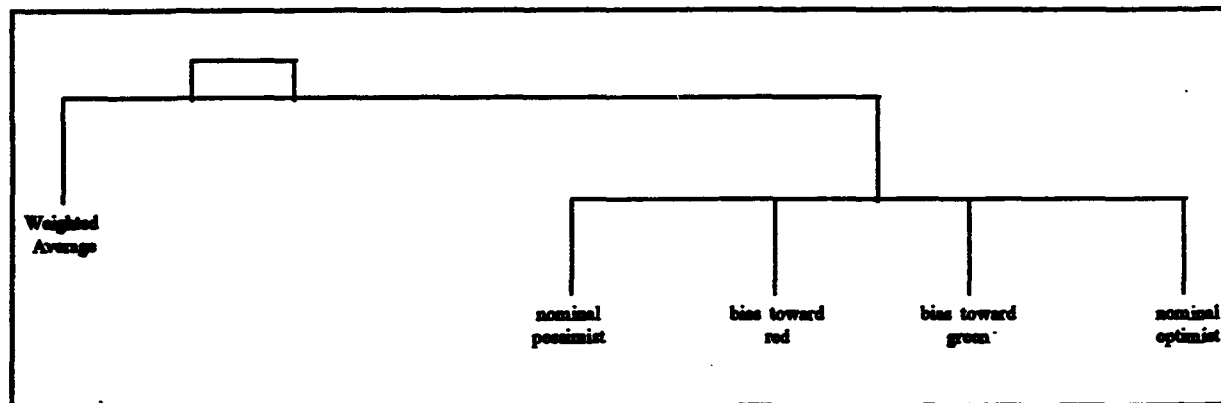 Weighted
Average
nominal
pessimist
bias toward
red
bias toward
green
nominal
optimist